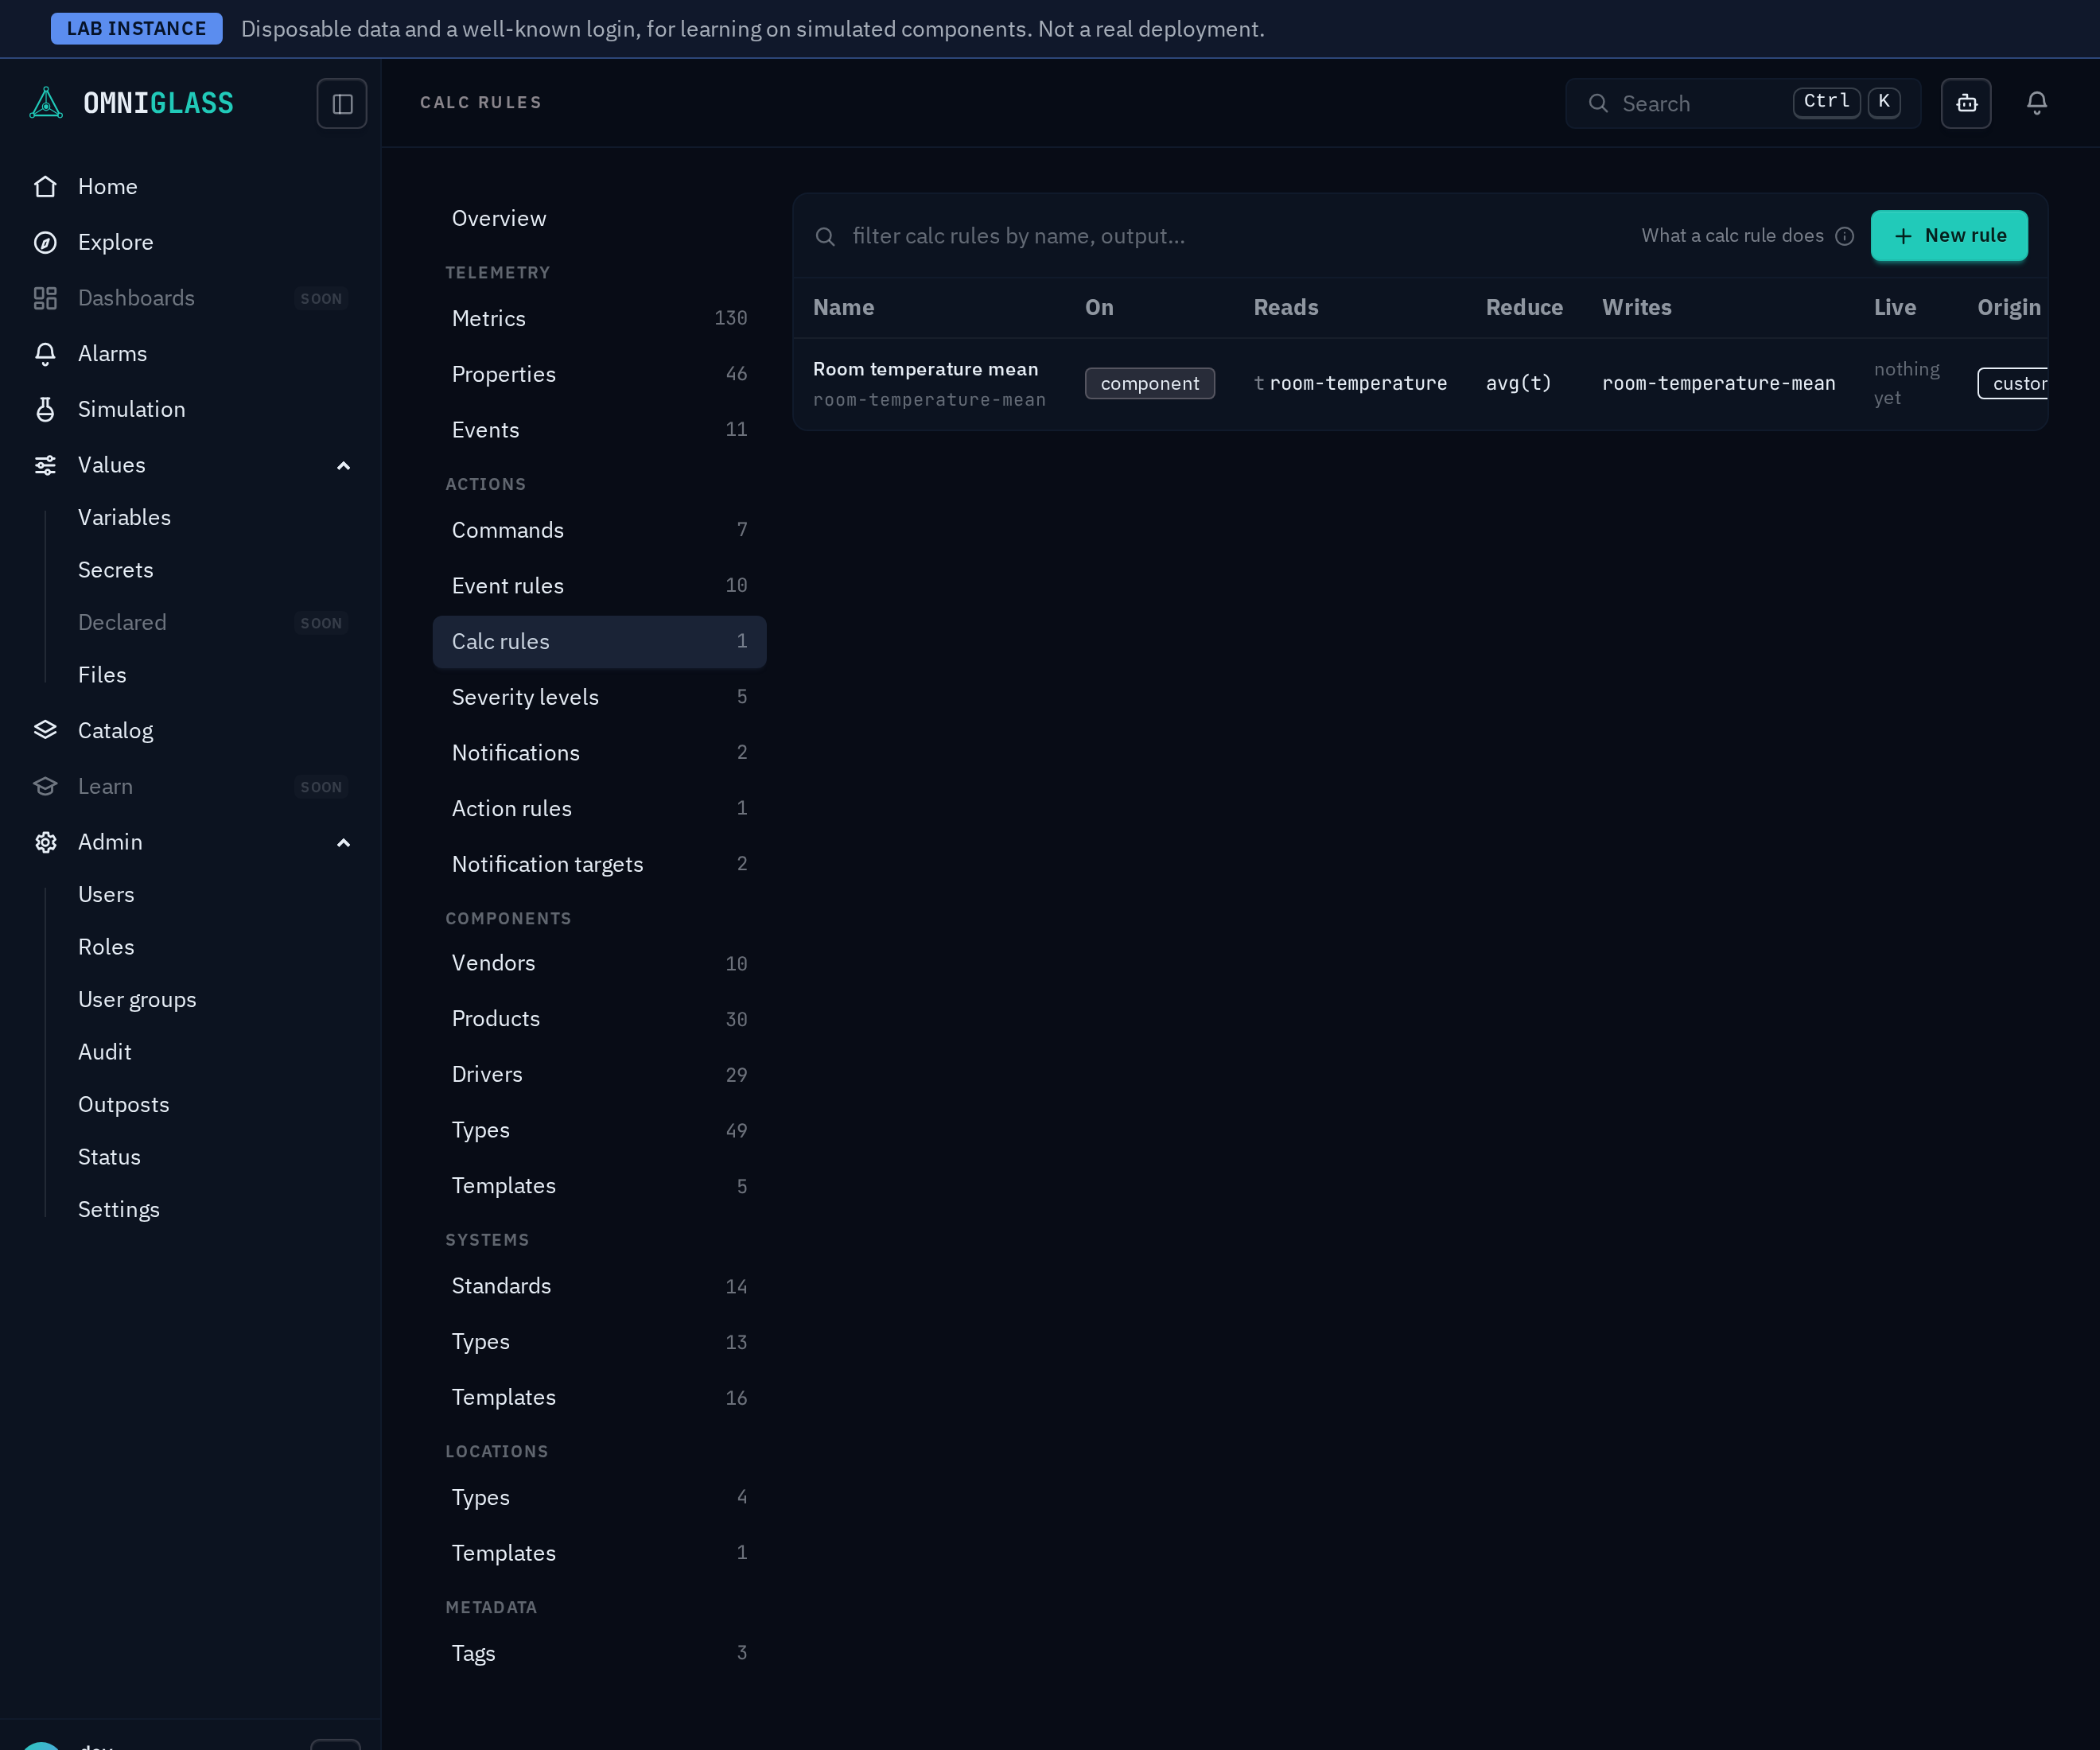 LAB INSTANCE Disposable data and a well-known login, for learning on simulated components. Not a real deployment.
OMNIGLASS
CALC RULES
Search Ctrl K
Home
Explore
Dashboards SOON
Alarms
Simulation
Values
Variables
Secrets
Declared SOON
Files
Catalog
Learn SOON
Admin
Users
Roles
User groups
Audit
Outposts
Status
Settings
Overview
TELEMETRY
Metrics 130
Properties 46
Events 11
ACTIONS
Commands 7
Event rules 10
Calc rules 1
Severity levels 5
Notifications 2
Action rules 1
Notification targets 2
COMPONENTS
Vendors 10
Products 30
Drivers 29
Types 49
Templates 5
SYSTEMS
Standards 14
Types 13
Templates 16
LOCATIONS
Types 4
Templates 1
METADATA
Tags 3
filter calc rules by name, output... What a calc rule does New rule
Name On Reads Reduce Writes Live Origin
Room temperature mean
room-temperature-mean
component t room-temperature avg(t) room-temperature-mean
nothing
yet